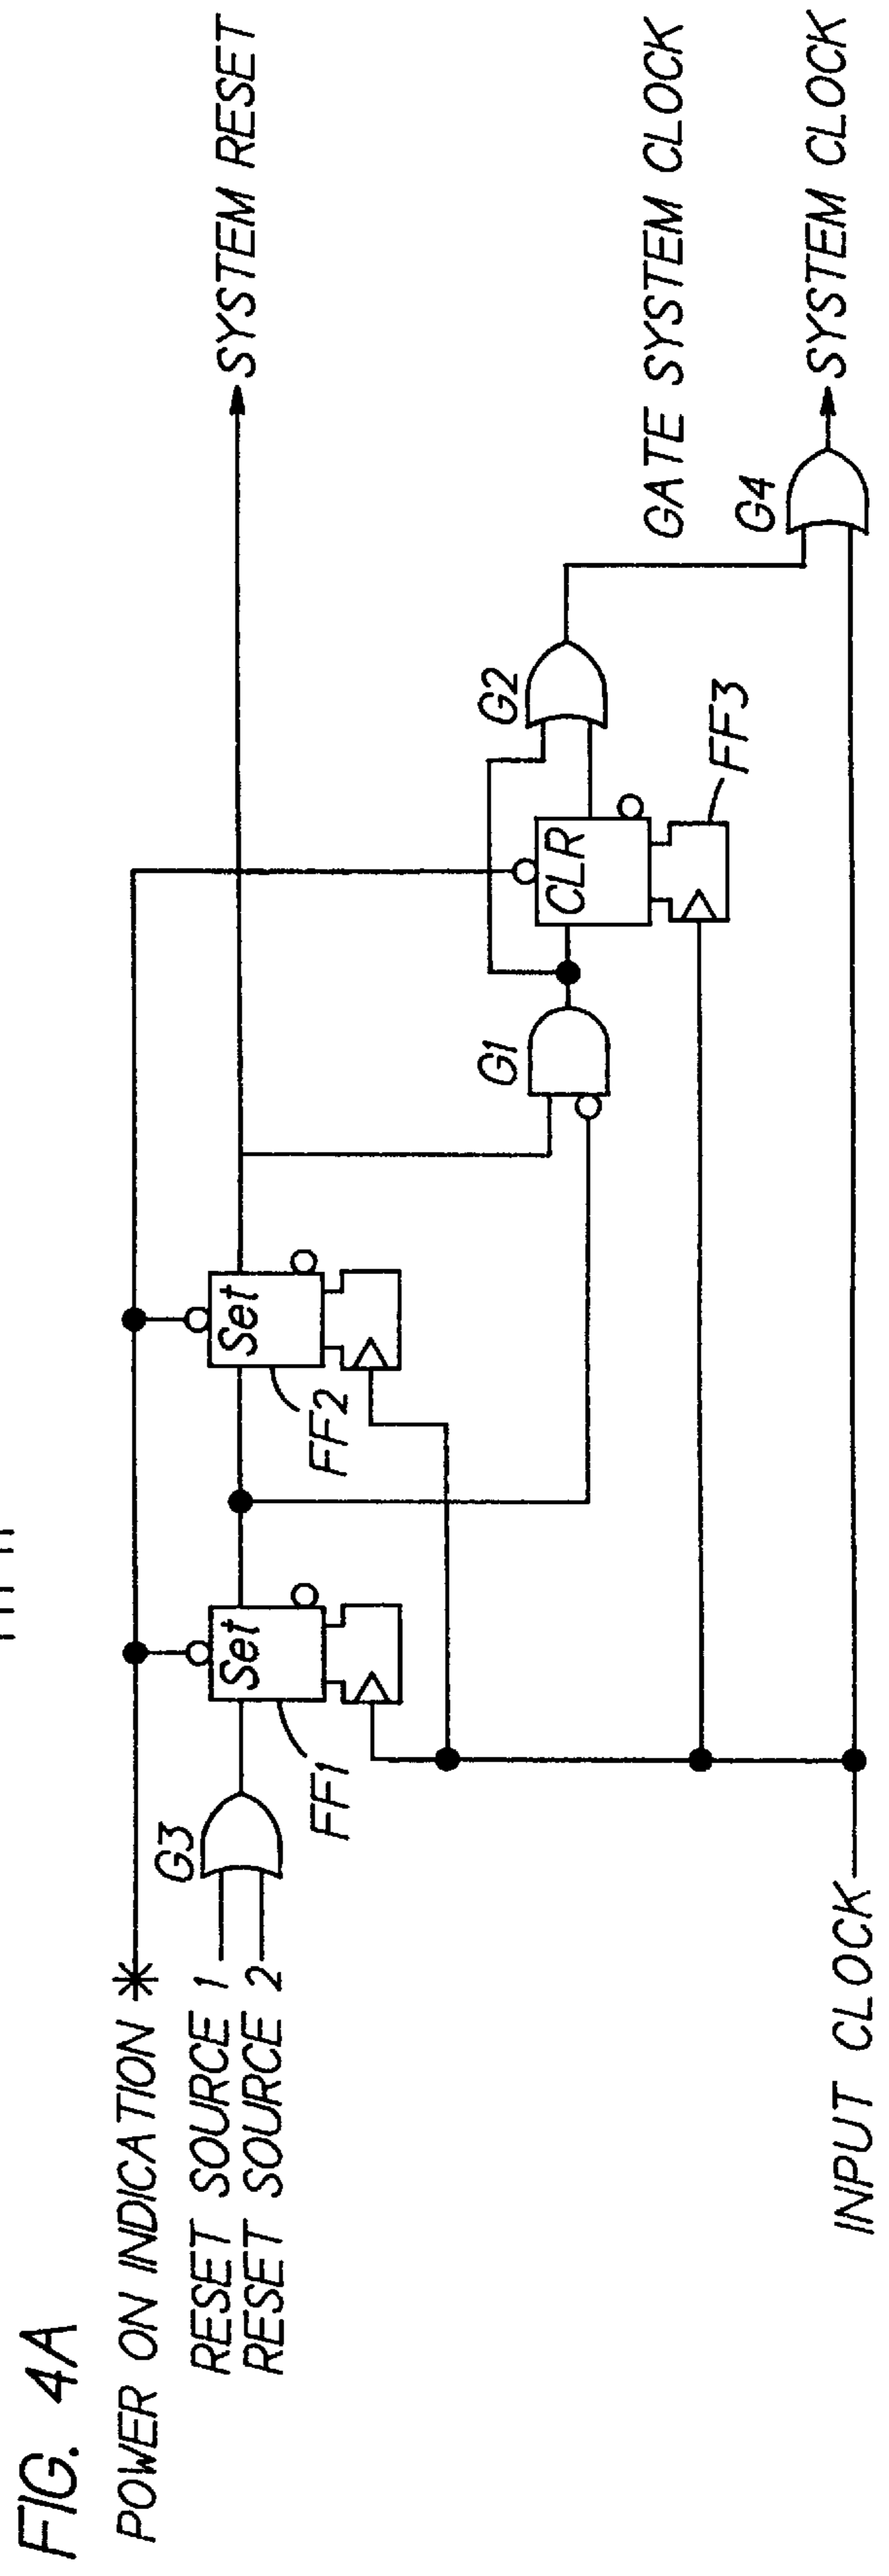 FIG. 4A
POWER ON INDICATION *
RESET SOURCE 1
RESET SOURCE 2
G3
FF1
Set
FF2
Set
SYSTEM RESET
G1
CLR
G2
FF3
GATE SYSTEM CLOCK
G4
SYSTEM CLOCK
INPUT CLOCK